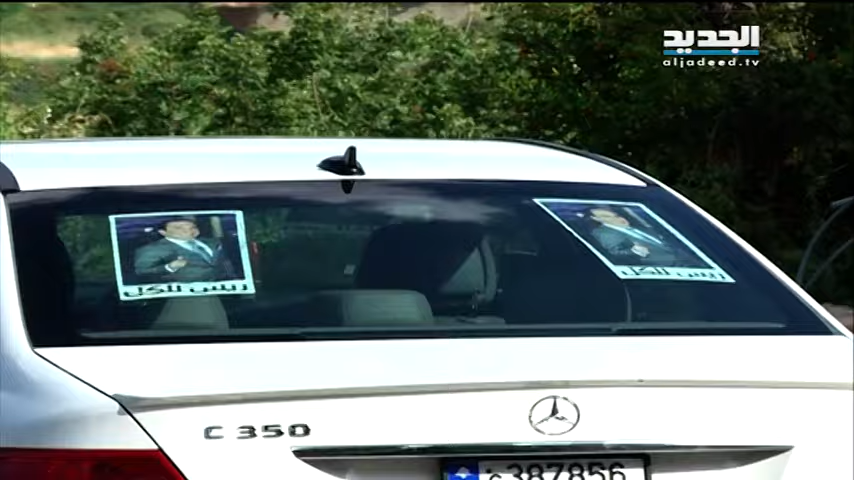 الجديد
aljadeed.tv
رئيس للكل
رئيس للكل
C 350
387856